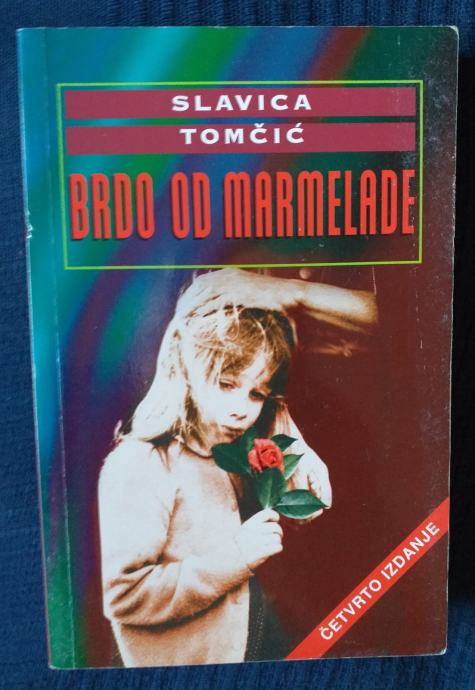 SLAVICA
TOMČIĆ
BRDO OD MARMELADE
ČETVRTO IZDANJE